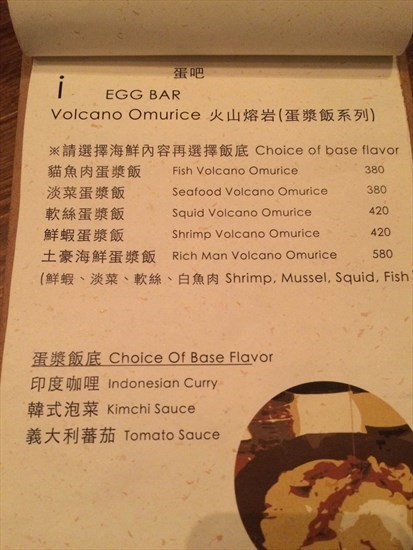 蛋吧
i EGG BAR
Volcano Omurice 火山熔岩(蛋漿飯系列)
※請選擇海鮮內容再選擇飯底 Choice of base flavor
貓魚肉蛋漿飯 Fish Volcano Omurice 380
淡菜蛋漿飯 Seafood Volcano Omurice 380
軟絲蛋漿飯 Squid Volcano Omurice 420
鮮蝦蛋漿飯 Shrimp Volcano Omurice 420
土豪海鮮蛋漿飯 Rich Man Volcano Omurice 580
(鮮蝦、淡菜、軟絲、白魚肉 Shrimp, Mussel, Squid, Fish
蛋漿飯底 Choice Of Base Flavor
印度咖哩 Indonesian Curry
韓式泡菜 Kimchi Sauce
義大利蕃茄 Tomato Sauce